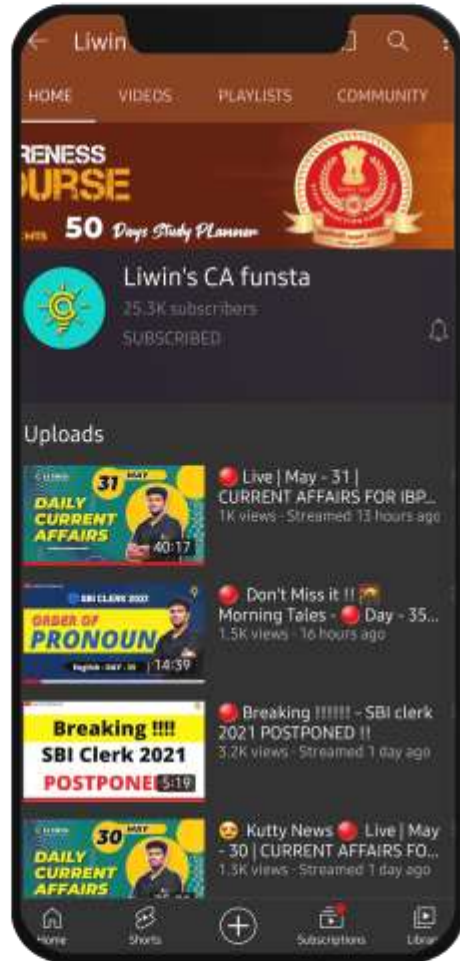 Liwin
HOME VIDEOS PLAYLISTS COMMUNITY
RENESS
OURSE
HTS 50 Days Study Planner
Liwin's CA funsta
25.3K subscribers
SUBSCRIBED
Uploads
31 MAY
DAILY
CURRENT
AFFAIRS
40:17
🔴 Live | May - 31 |
CURRENT AFFAIRS FOR IBP...
1K views · Streamed 13 hours ago
SBI CLERK 2021
ORDER OF
PRONOUN
English - DAY - 35
14:39
🔴 Don't Miss it !!
Morning Tales - 🔴 Day - 35...
1.5K views · 16 hours ago
Breaking !!!!
SBI Clerk 2021
POSTPONE
5:19
🔴 Breaking !!!!!! - SBI clerk
2021 POSTPONED !!
3.2K views · Streamed 1 day ago
30 MAY
DAILY
CURRENT
AFFAIRS
Kutty News 🔴 Live | May
- 30 | CURRENT AFFAIRS FO...
1.3K views · Streamed 1 day ago
Home Shorts Subscriptions Librar